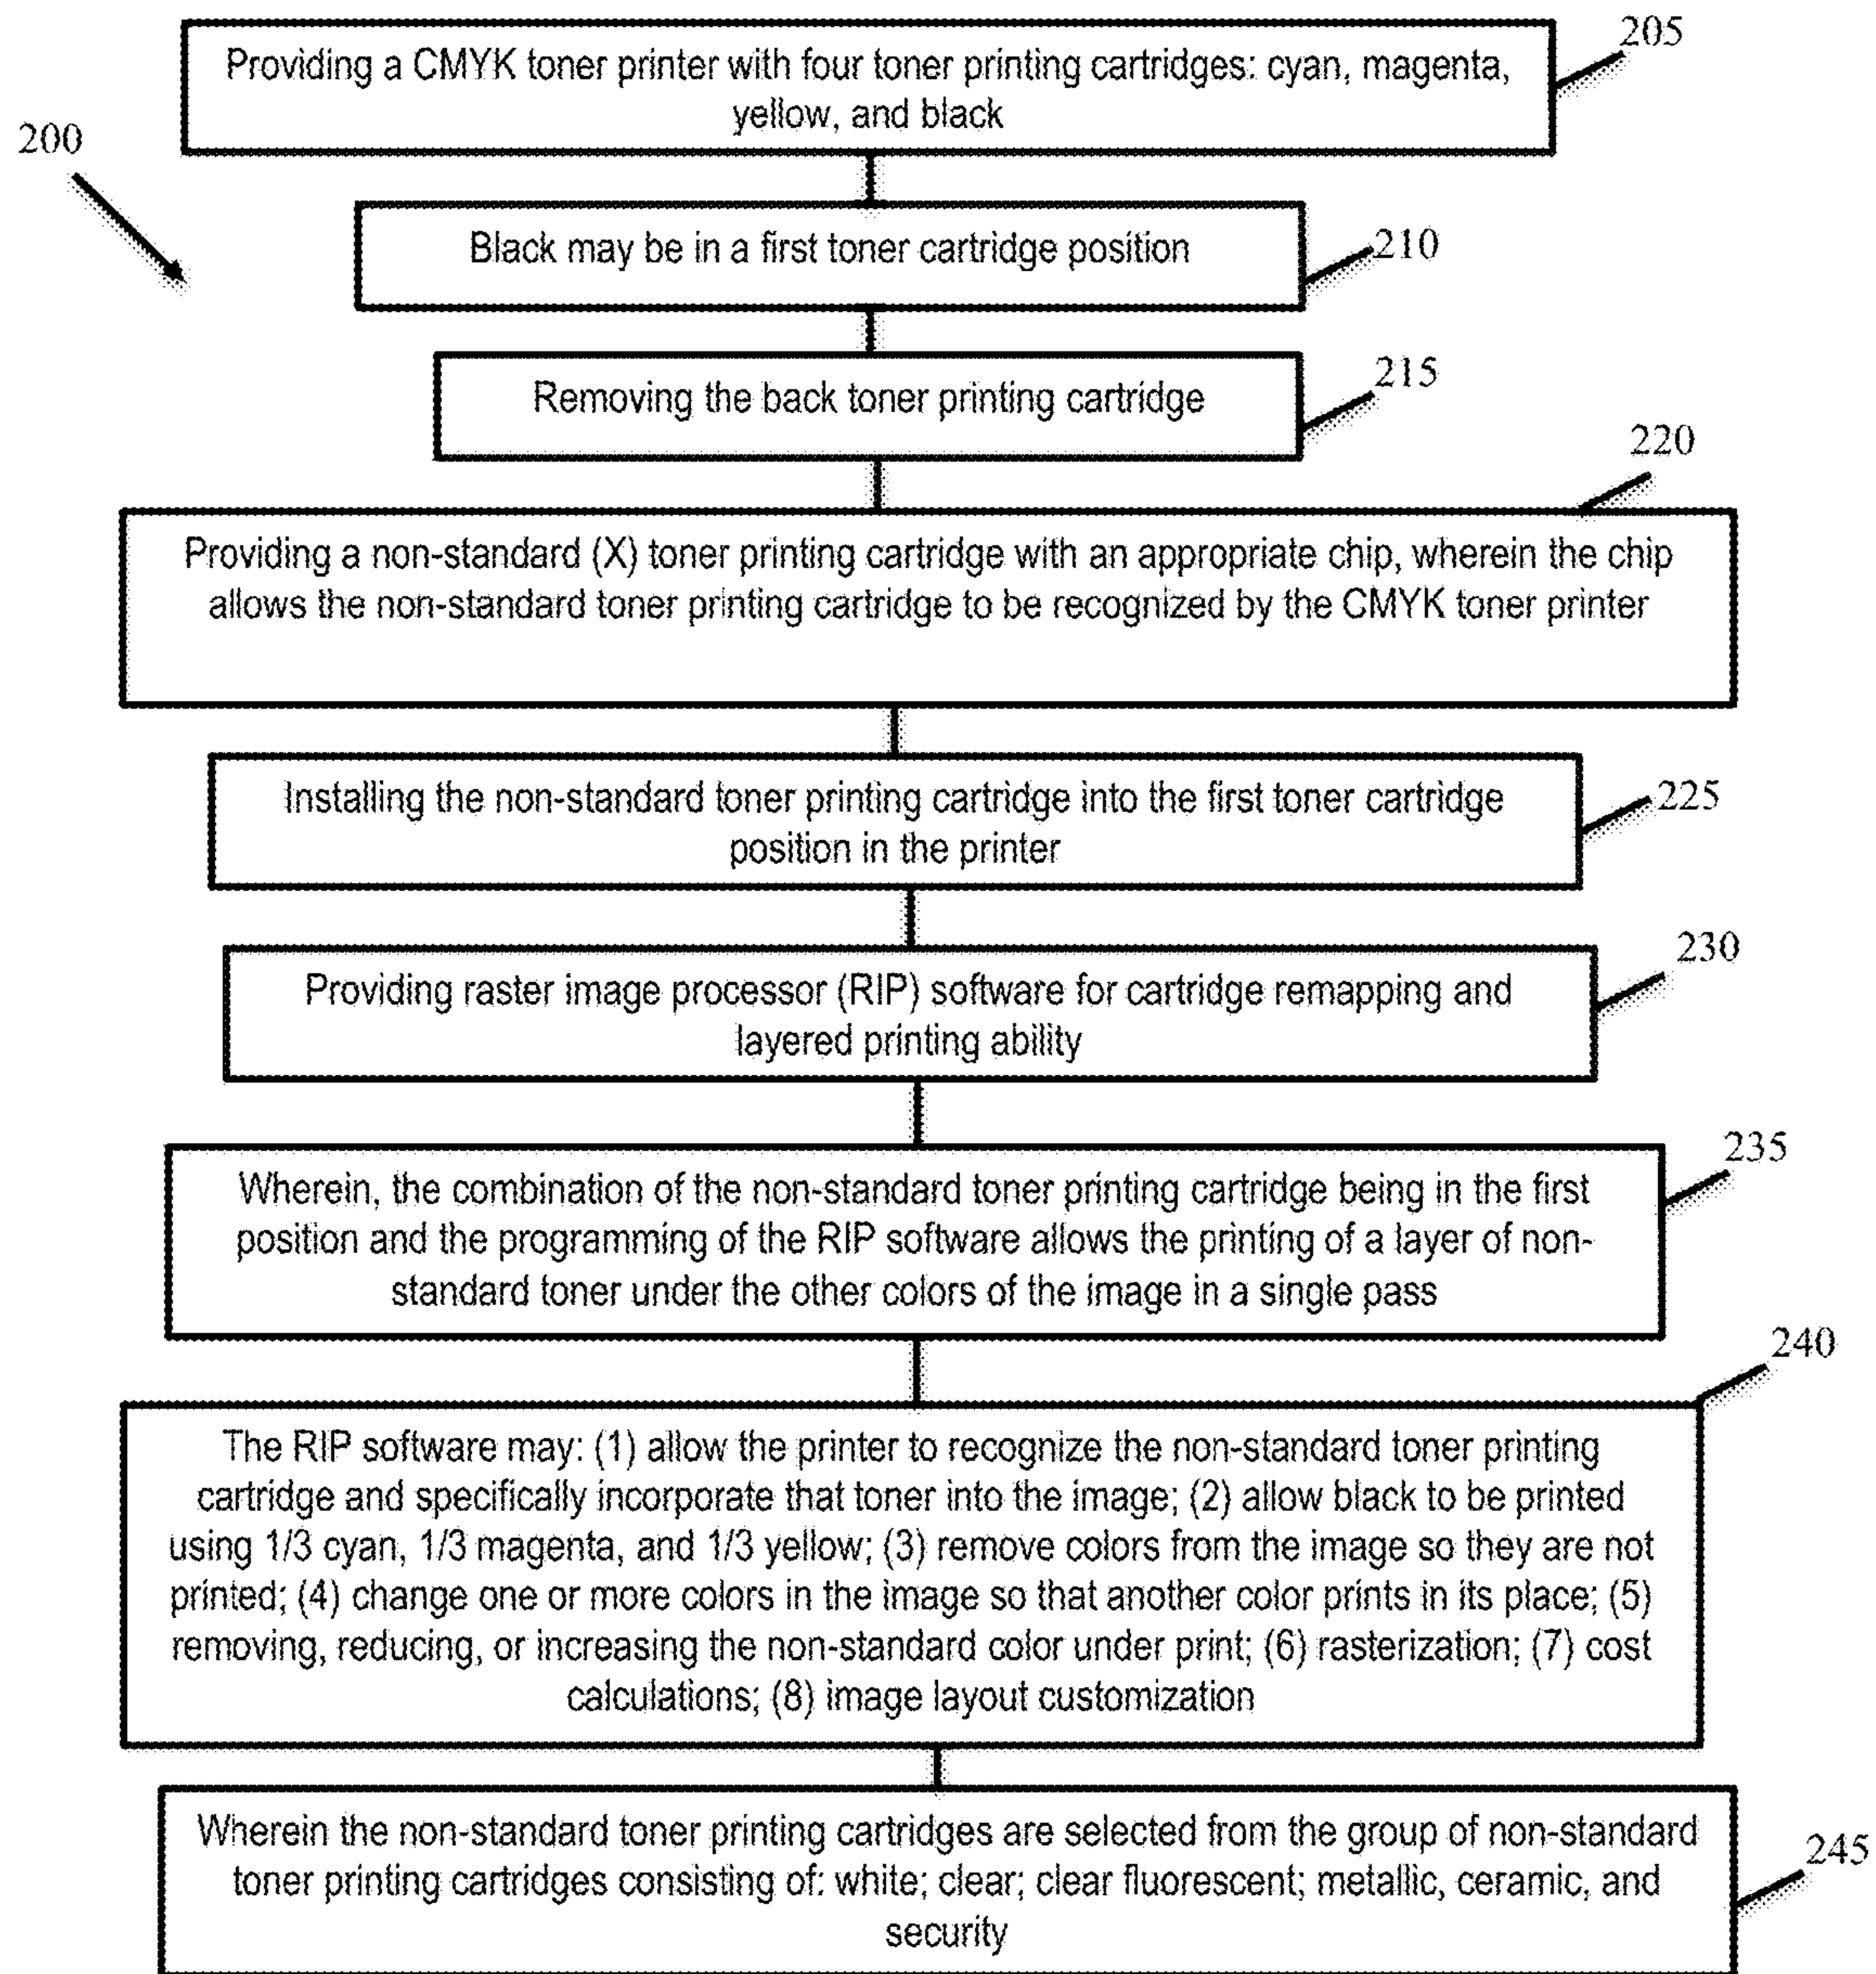 Providing a CMYK toner printer with four toner printing cartridges: cyan, magenta,
yellow, and black
205
200
Black may be in a first toner cartridge position
210
Removing the back toner printing cartridge
215
220
Providing a non-standard (X) toner printing cartridge with an appropriate chip, wherein the chip
allows the non-standard toner printing cartridge to be recognized by the CMYK toner printer
Installing the non-standard toner printing cartridge into the first toner cartridge
position in the printer
225
Providing raster image processor (RIP) software for cartridge remapping and
layered printing ability
230
Wherein, the combination of the non-standard toner printing cartridge being in the first
position and the programming of the RIP software allows the printing of a layer of non-
standard toner under the other colors of the image in a single pass
235
240
The RIP software may: (1) allow the printer to recognize the non-standard toner printing
cartridge and specifically incorporate that toner into the image; (2) allow black to be printed
using 1/3 cyan, 1/3 magenta, and 1/3 yellow; (3) remove colors from the image so they are not
printed; (4) change one or more colors in the image so that another color prints in its place; (5)
removing, reducing, or increasing the non-standard color under print; (6) rasterization; (7) cost
calculations; (8) image layout customization
Wherein the non-standard toner printing cartridges are selected from the group of non-standard
toner printing cartridges consisting of: white; clear; clear fluorescent; metallic, ceramic, and
security
245